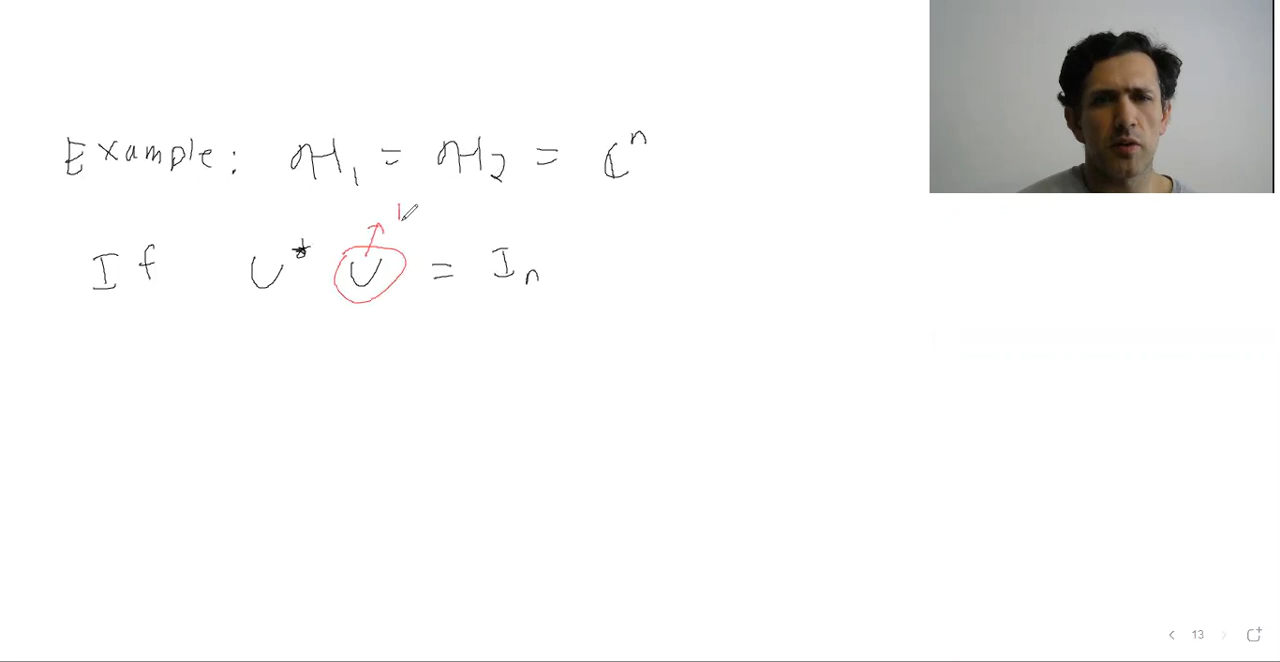 Example: ℋ₁ = ℋ₂ = ℂⁿ
If U* U = Iₙ
13